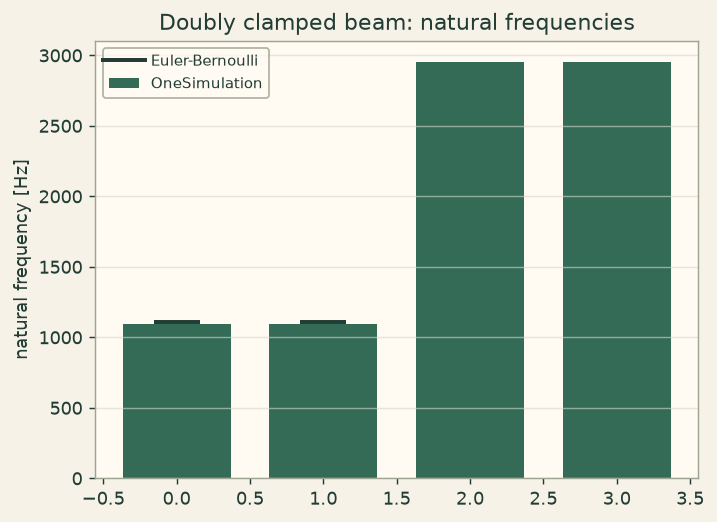 Doubly clamped beam: natural frequencies
natural frequency [Hz]
3000
2500
2000
1500
1000
500
0
Euler-Bernoulli
OneSimulation
−0.5 0.0 0.5 1.0 1.5 2.0 2.5 3.0 3.5